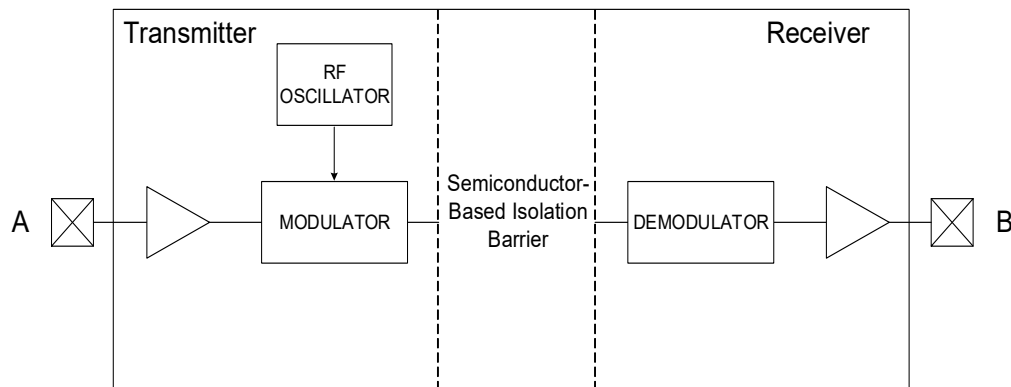 Transmitter
Receiver
RF
OSCILLATOR
A
MODULATOR
Semiconductor-
Based Isolation
Barrier
DEMODULATOR
B